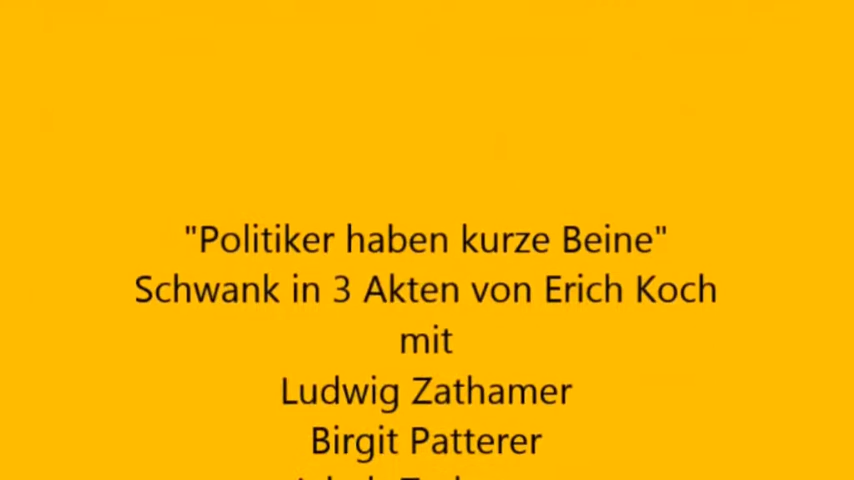 "Politiker haben kurze Beine"
Schwank in 3 Akten von Erich Koch
mit
Ludwig Zathamer
Birgit Patterer